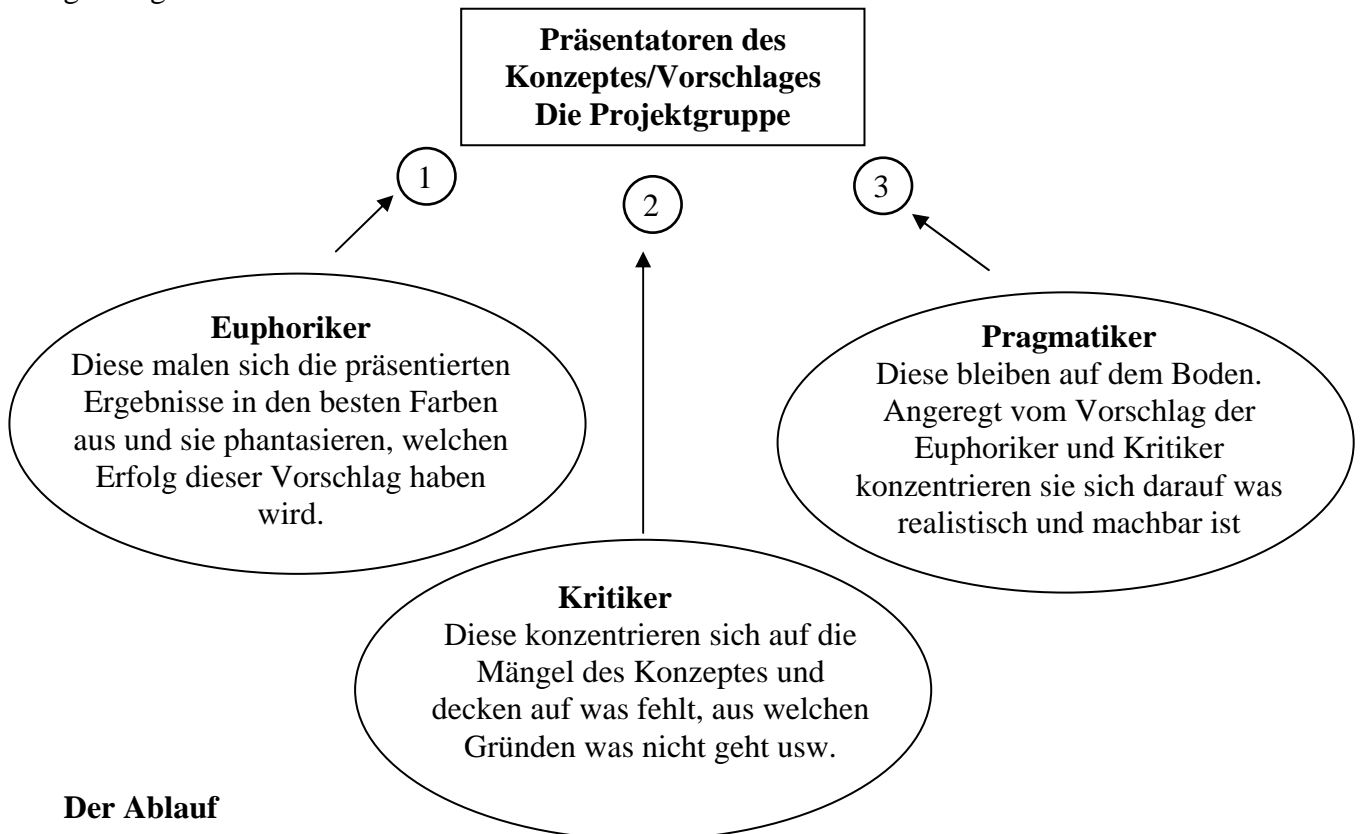 Präsentatoren des
Konzeptes/Vorschlages
Die Projektgruppe
1
2
3
Euphoriker
Diese malen sich die präsentierten
Ergebnisse in den besten Farben
aus und sie phantasieren, welchen
Erfolg dieser Vorschlag haben
wird.
Pragmatiker
Diese bleiben auf dem Boden.
Angeregt vom Vorschlag der
Euphoriker und Kritiker
konzentrieren sie sich darauf was
realistisch und machbar ist
Kritiker
Diese konzentrieren sich auf die
Mängel des Konzeptes und
decken auf was fehlt, aus welchen
Gründen was nicht geht usw.
Der Ablauf